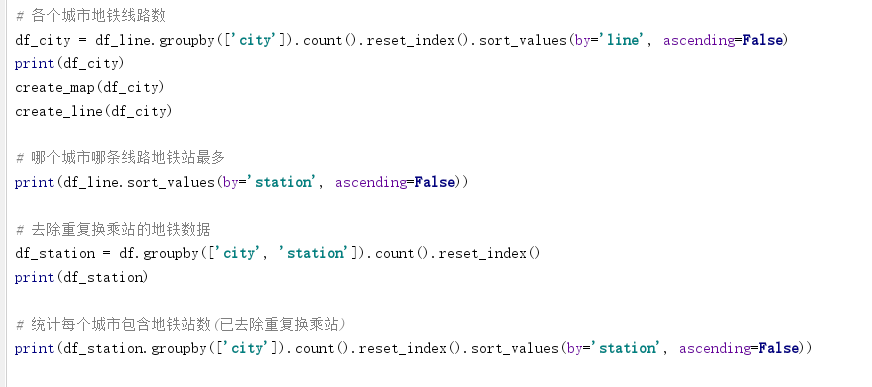 # 各个城市地铁线路数
df_city = df_line.groupby(['city']).count().reset_index().sort_values(by='line', ascending=False)
print(df_city)
create_map(df_city)
create_line(df_city)
# 哪个城市哪条线路地铁站最多
print(df_line.sort_values(by='station', ascending=False))
# 去除重复换乘站的地铁数据
df_station = df.groupby(['city', 'station']).count().reset_index()
print(df_station)
# 统计每个城市包含地铁站数(已去除重复换乘站)
print(df_station.groupby(['city']).count().reset_index().sort_values(by='station', ascending=False))